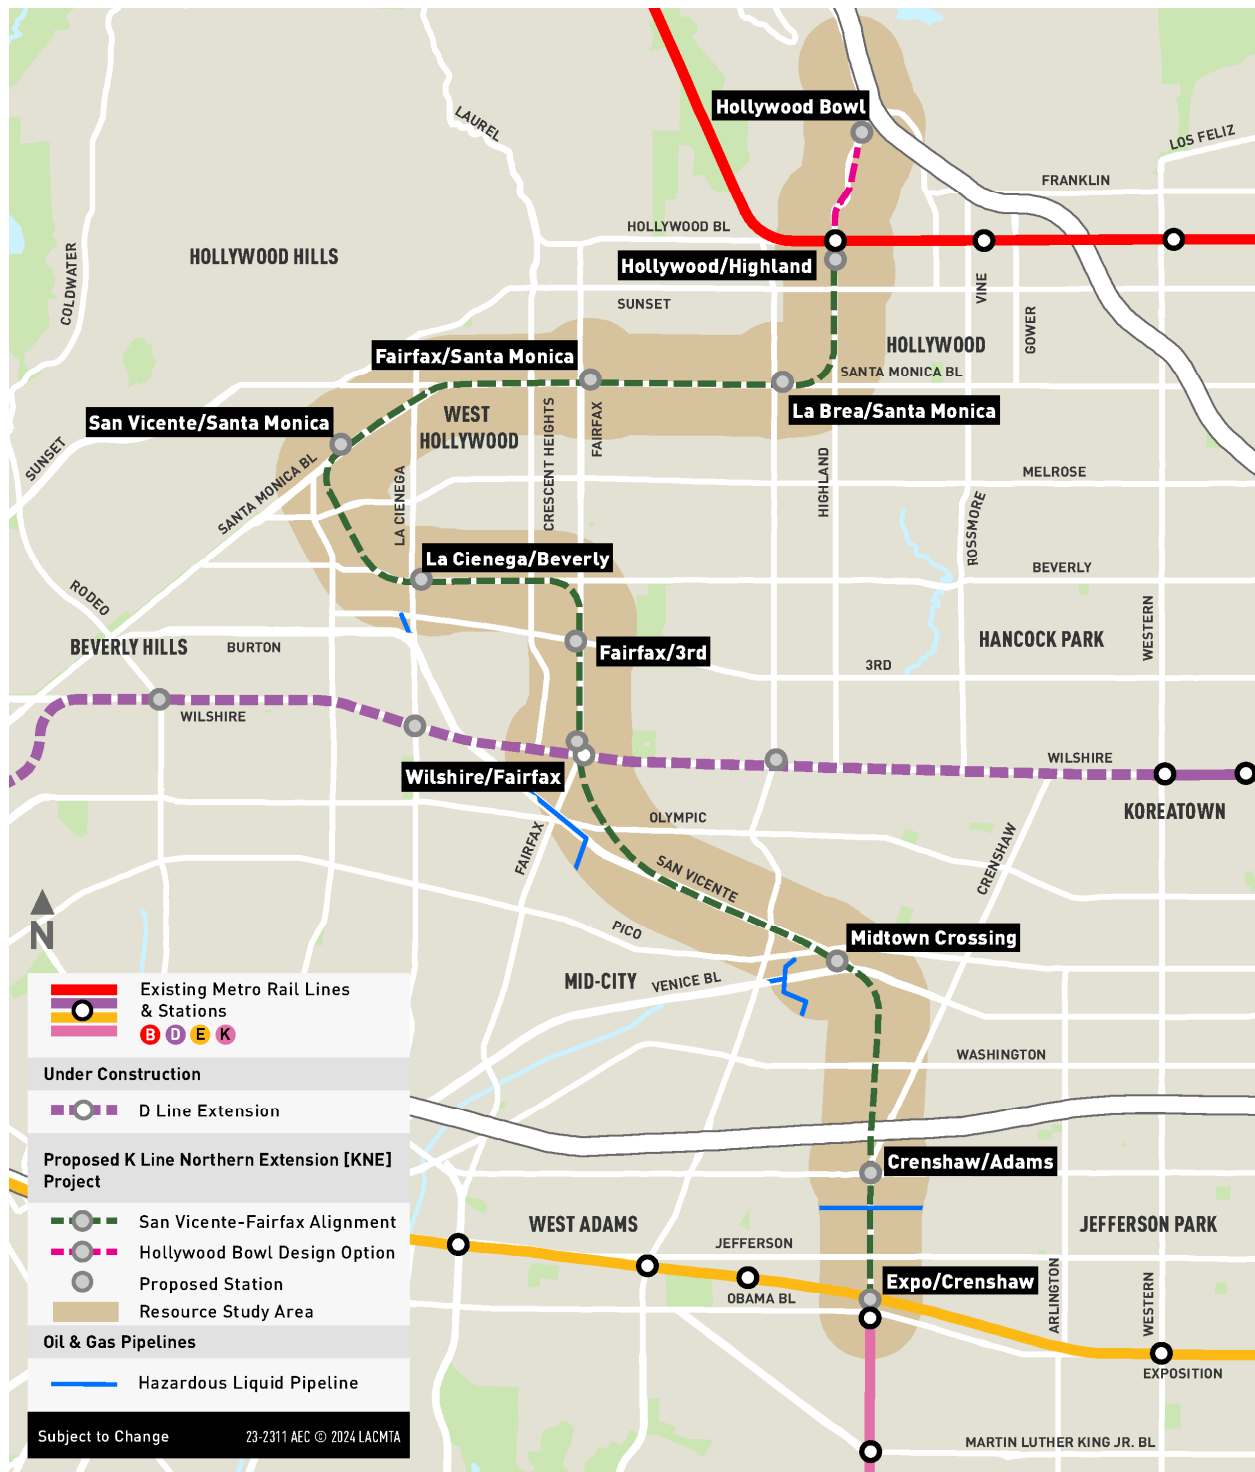 Hollywood Bowl
LAUREL
LOS FELIZ
FRANKLIN
HOLLYWOOD BL
COLDWATER
HOLLYWOOD HILLS
Hollywood/Highland
VINE
SUNSET
GOWER
HOLLYWOOD
Fairfax/Santa Monica
SANTA MONICA BL
La Brea/Santa Monica
WEST
HOLLYWOOD
San Vicente/Santa Monica
CRESCENT HEIGHTS
FAIRFAX
SUNSET
SANTA MONICA BL
LA CIENEGA
HIGHLAND
MELROSE
ROSSMORE
La Cienega/Beverly
BEVERLY
RODEO
WESTERN
BEVERLY HILLS
BURTON
Fairfax/3rd
HANCOCK PARK
3RD
WILSHIRE
WILSHIRE
Wilshire/Fairfax
KOREATOWN
OLYMPIC
FAIRFAX
SAN VICENTE
CRENSHAW
N
PICO
Midtown Crossing
MID-CITY
VENICE BL
WASHINGTON
Crenshaw/Adams
WEST ADAMS
JEFFERSON PARK
JEFFERSON
Expo/Crenshaw
OBAMA BL
ARLINGTON
WESTERN
EXPOSITION
MARTIN LUTHER KING JR. BL
Existing Metro Rail Lines
& Stations
B D E K
Under Construction
D Line Extension
Proposed K Line Northern Extension [KNE]
Project
San Vicente-Fairfax Alignment
Hollywood Bowl Design Option
Proposed Station
Resource Study Area
Oil & Gas Pipelines
Hazardous Liquid Pipeline
Subject to Change
23-2311 AEC © 2024 LACMTA